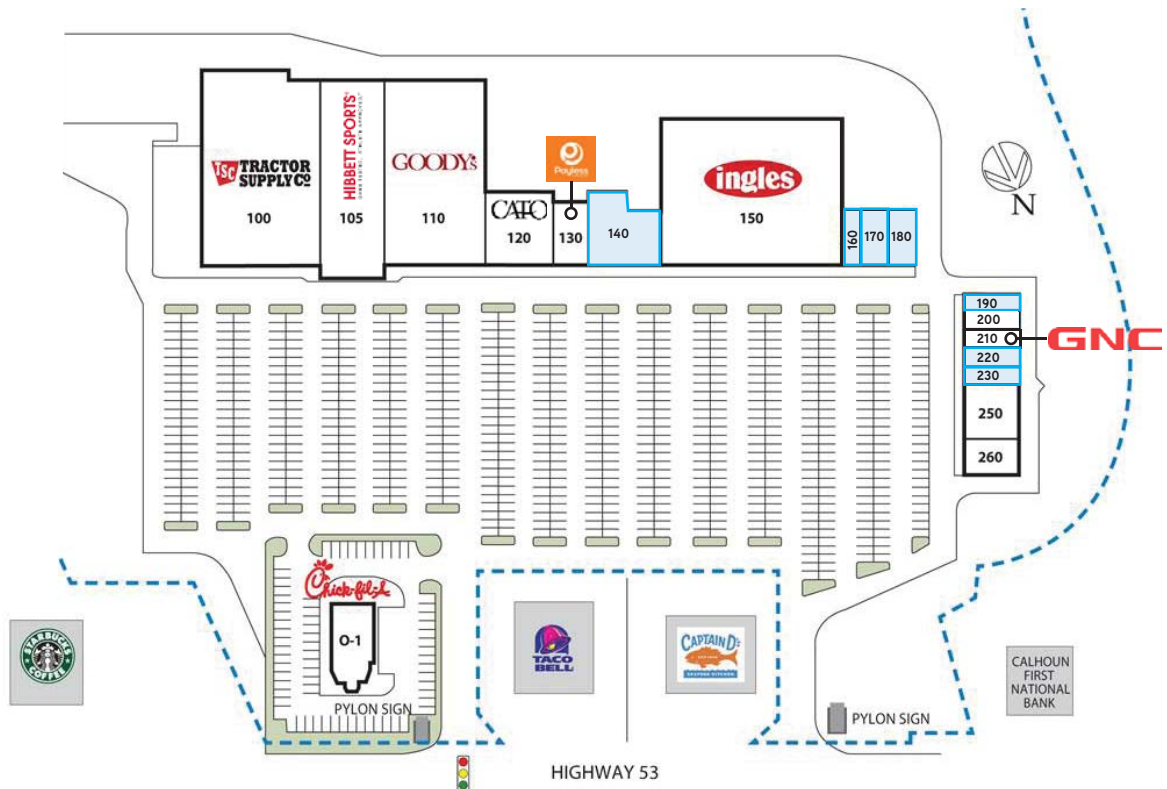 TSC TRACTOR
SUPPLY CO
100
HIBBETT SPORTS
105
GOODY's
110
CATO
120
Payless
130
140
ingles
150
160
170
180
N
190
200
210
GNC
220
230
250
260
Chick-fil-A
O-1
PYLON SIGN
STARBUCKS
COFFEE
TACO
BELL
CAPTAIN D's
SEAFOOD KITCHEN
PYLON SIGN
CALHOUN
FIRST
NATIONAL
BANK
HIGHWAY 53